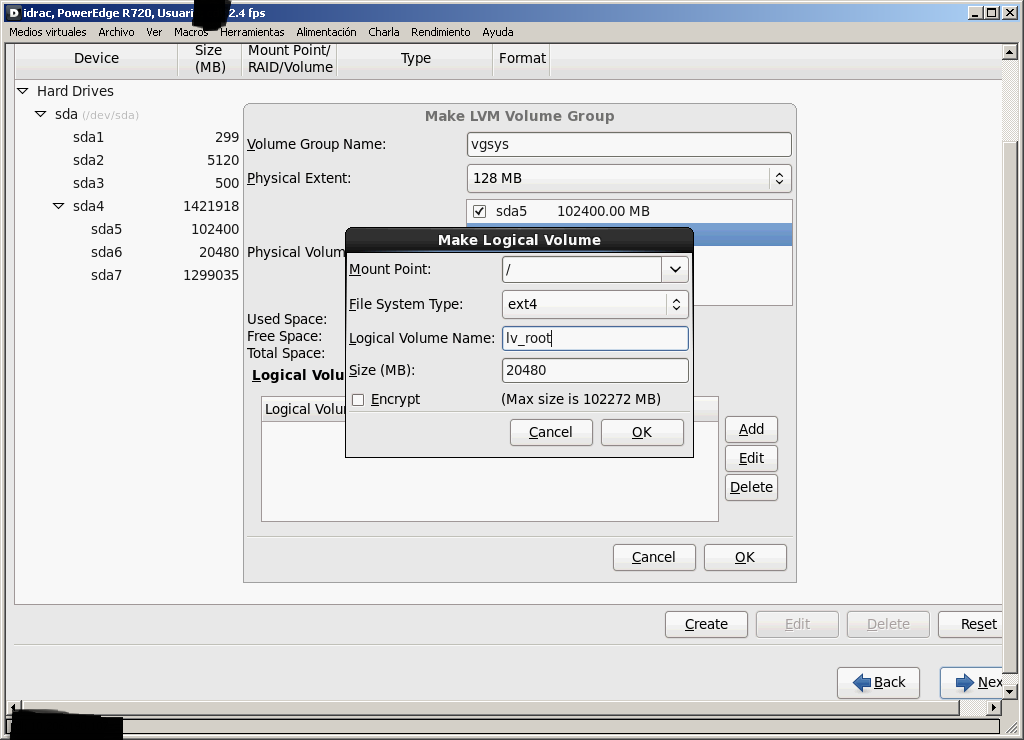 idrac, PowerEdge R720, Usuari 2.4 fps
Medios virtuales Archivo Ver Macros Herramientas Alimentación Charla Rendimiento Ayuda
Device Size (MB) Mount Point/ RAID/Volume Type Format
Hard Drives
sda (/dev/sda)
sda1 299
sda2 5120
sda3 500
sda4 1421918
sda5 102400
sda6 20480
sda7 1299035
Make LVM Volume Group
Volume Group Name: vgsys
Physical Extent: 128 MB
sda5 102400.00 MB
Physical Volum
Used Space:
Free Space:
Total Space:
Logical Volu
Logical Volu
Make Logical Volume
Mount Point: /
File System Type: ext4
Logical Volume Name: lv_root
Size (MB): 20480
Encrypt (Max size is 102272 MB)
Cancel OK
Add
Edit
Delete
Cancel OK
Create Edit Delete Reset
Back Nex